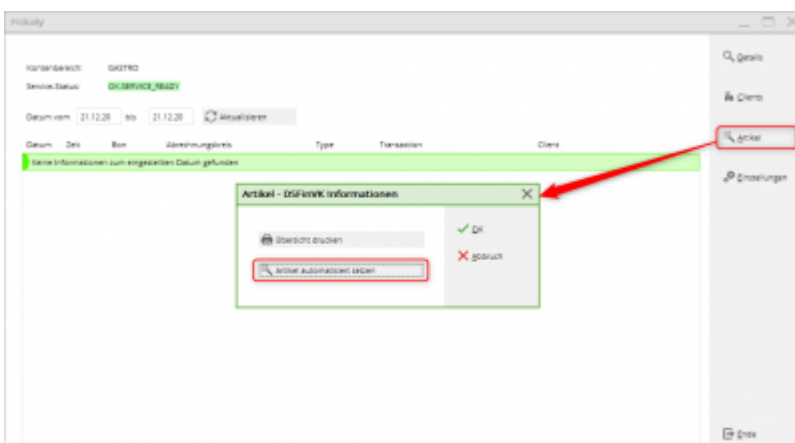 Fiskaly
Kontenbereich: GASTRO
Service-Status: OK:SERVICE_READY
Datum vom 21.12.20 bis 21.12.20 Aktualisieren
Datum Zeit Bon Abrechnungskreis Type Transaction Client
Keine Informationen zum eingestellten Datum gefunden
Details
Clients
Artikel
Einstellungen
Artikel - DSFinVK Informationen
Übersicht drucken
Artikel automatisiert setzen
OK
Abbruch
Ende